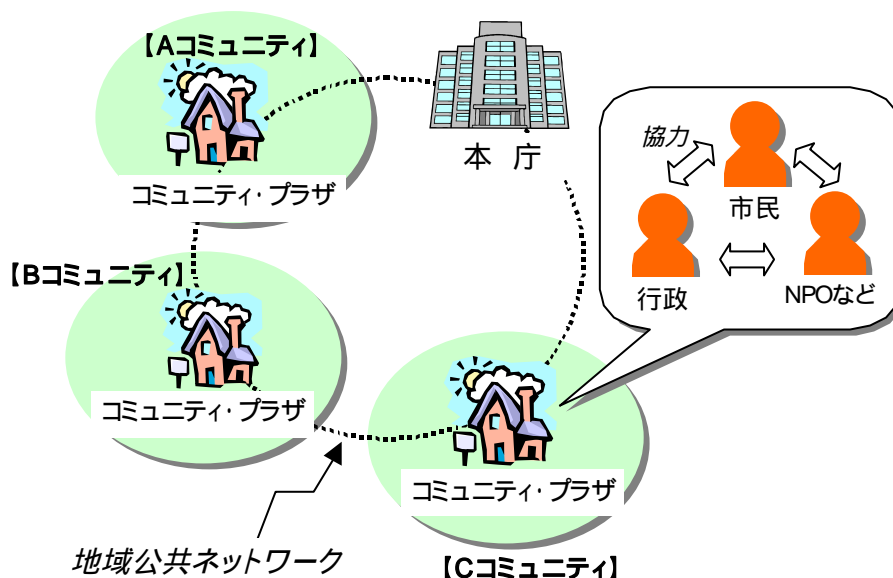 【Aコミュニティ】
コミュニティ・プラザ
本 庁
協力
市民
行政
NPOなど
【Bコミュニティ】
コミュニティ・プラザ
コミュニティ・プラザ
【Cコミュニティ】
地域公共ネットワーク